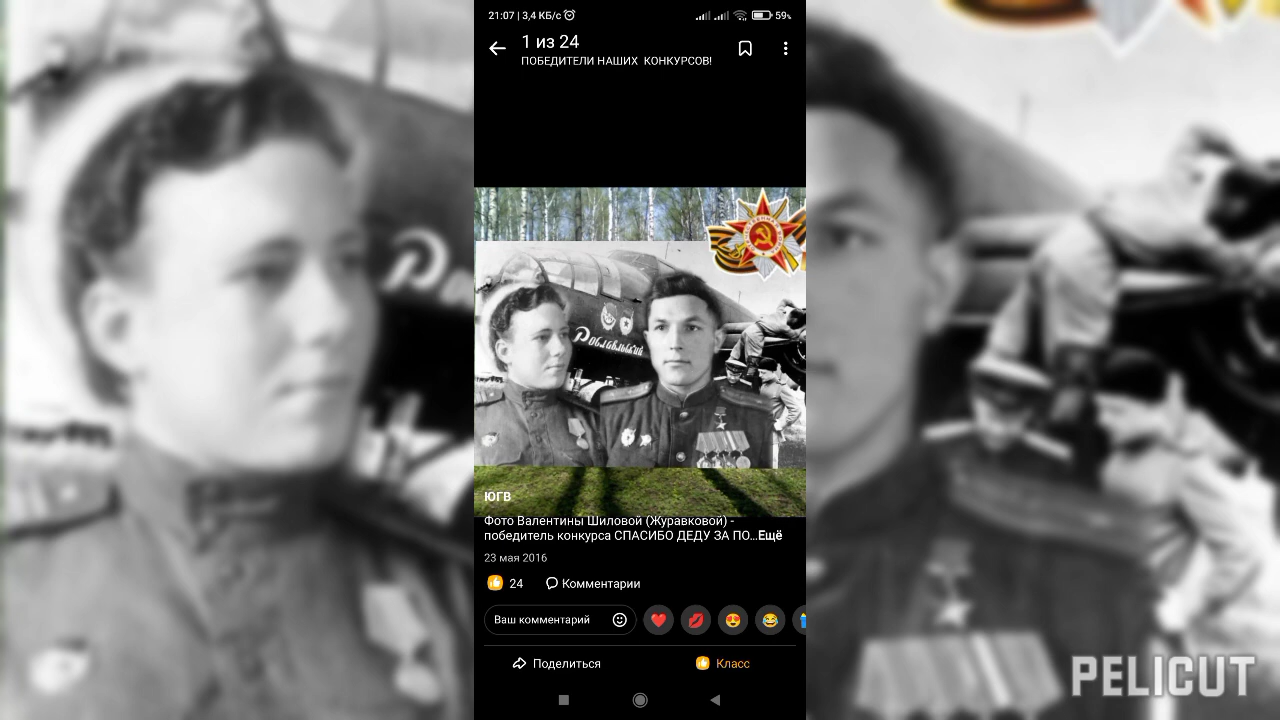 21:07 | 3,4 КБ/с
59%
1 из 24
ПОБЕДИТЕЛИ НАШИХ КОНКУРСОВ!
ЮГВ
Фото Валентины Шиловой (Журавковой) -
победитель конкурса СПАСИБО ДЕДУ ЗА ПО...Ещё
23 мая 2016
24 Комментарии
Ваш комментарий
Поделиться Класс
PELICUT